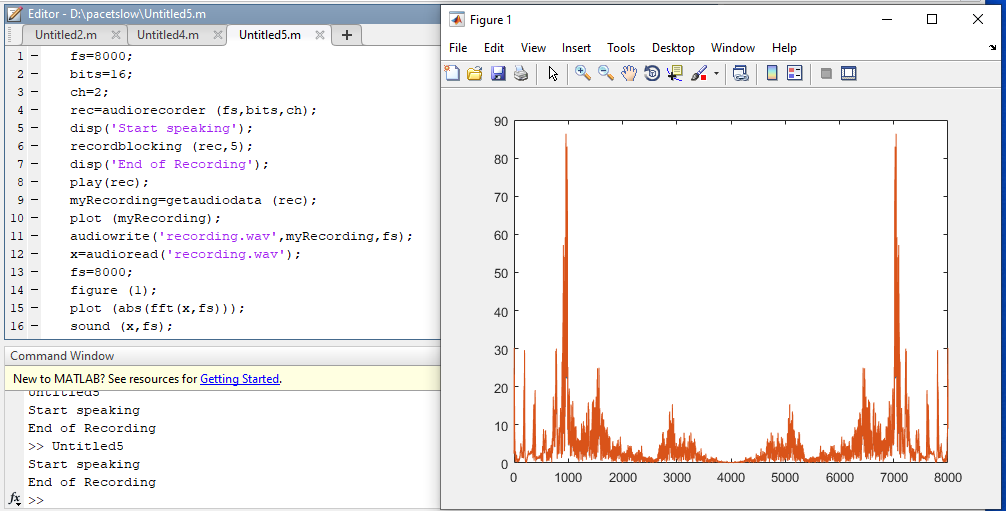 Editor - D:\pacetslow\Untitled5.m
Untitled2.m × Untitled4.m × Untitled5.m × +
1 - fs=8000;
2 - bits=16;
3 - ch=2;
4 - rec=audiorecorder (fs,bits,ch);
5 - disp('Start speaking');
6 - recordblocking (rec,5);
7 - disp('End of Recording');
8 - play(rec);
9 - myRecording=getaudiodata (rec);
10 - plot (myRecording);
11 - audiowrite('recording.wav',myRecording,fs);
12 - x=audioread('recording.wav');
13 - fs=8000;
14 - figure (1);
15 - plot (abs(fft(x,fs)));
16 - sound (x,fs);
Command Window
New to MATLAB? See resources for Getting Started.
Untitled5
Start speaking
End of Recording
>> Untitled5
Start speaking
End of Recording
fx >>
Figure 1
File Edit View Insert Tools Desktop Window Help
90
80
70
60
50
40
30
20
10
0
0 1000 2000 3000 4000 5000 6000 7000 8000